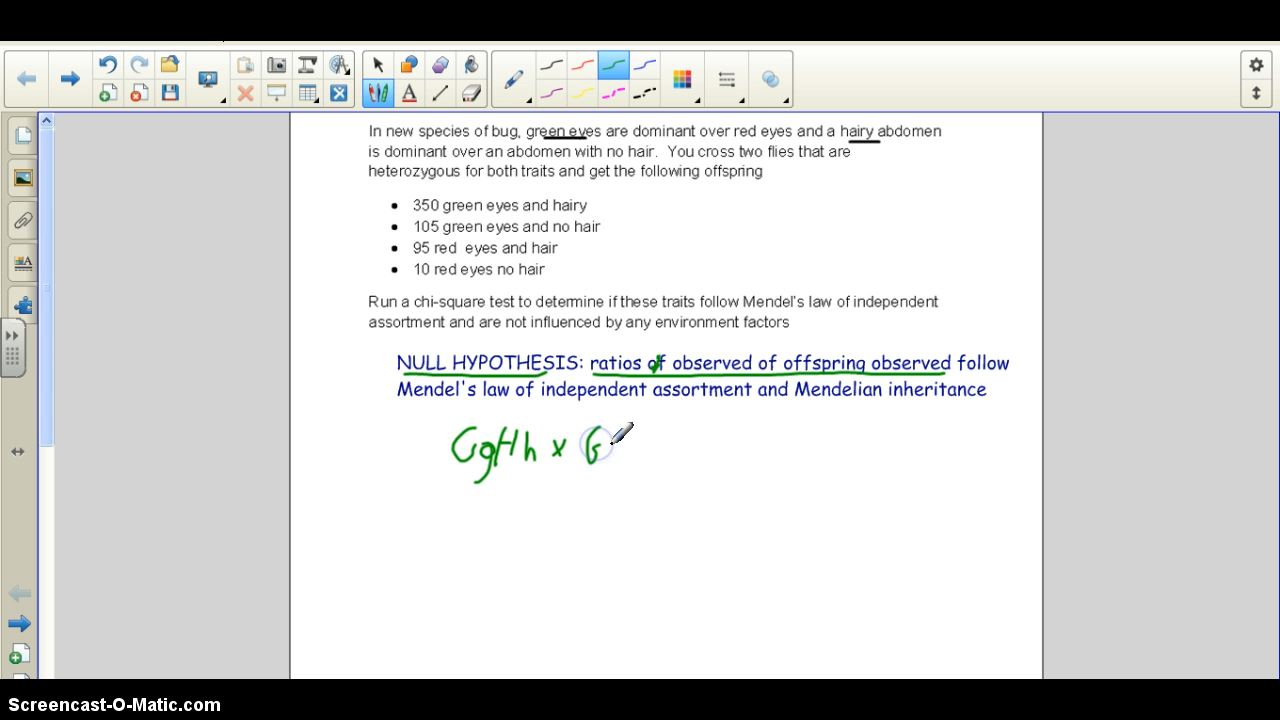 In new species of bug, green eyes are dominant over red eyes and a hairy abdomen
is dominant over an abdomen with no hair. You cross two flies that are
heterozygous for both traits and get the following offspring
• 350 green eyes and hairy
• 105 green eyes and no hair
• 95 red eyes and hair
• 10 red eyes no hair
Run a chi-square test to determine if these traits follow Mendel's law of independent
assortment and are not influenced by any environment factors
NULL HYPOTHESIS: ratios of observed of offspring observed follow
Mendel's law of independent assortment and Mendelian inheritance
GgHh x G
Screencast-O-Matic.com